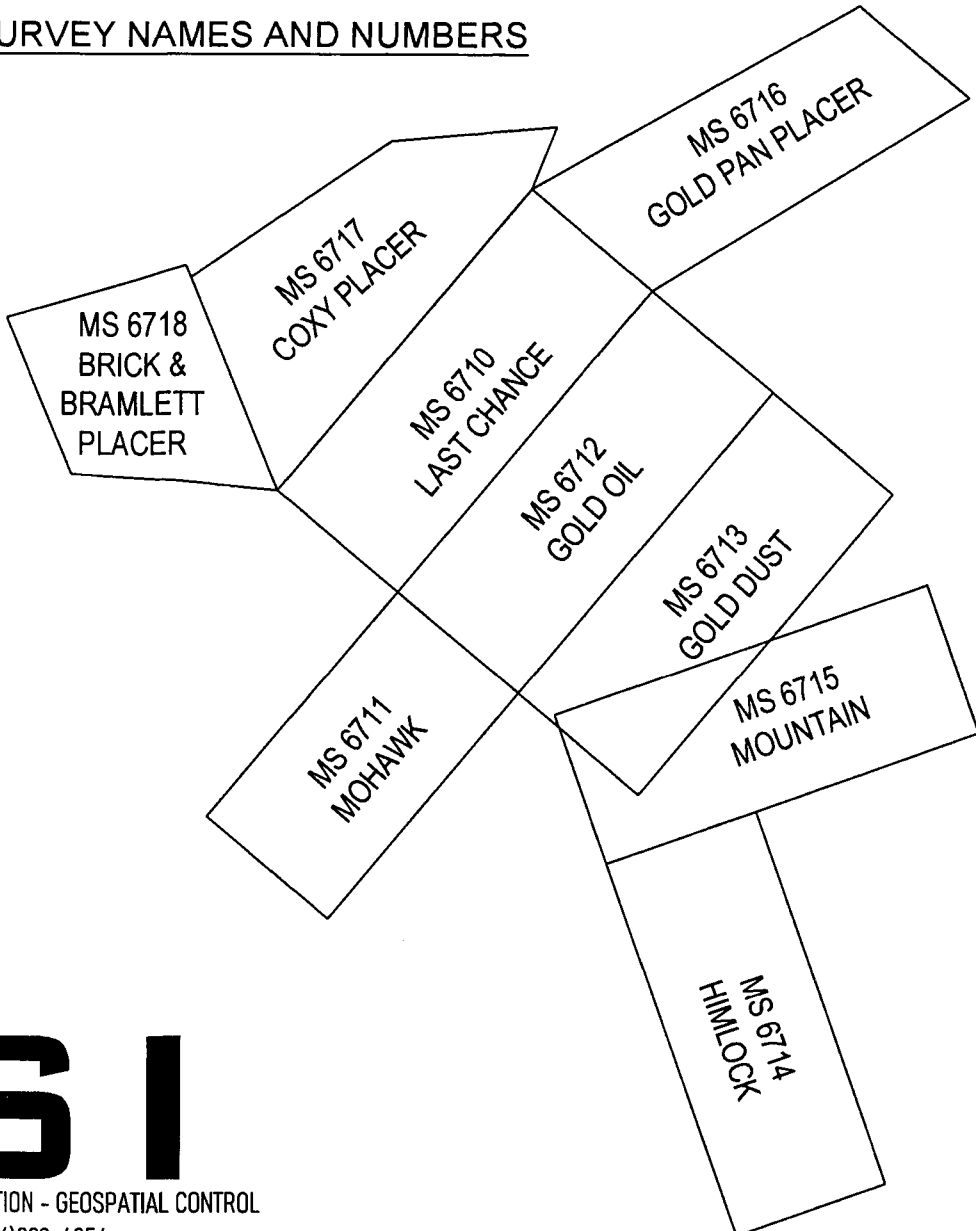 SURVEY NAMES AND NUMBERS
MS 6716
GOLD PAN PLACER
MS 6717
COXY PLACER
MS 6718
BRICK &
BRAMLETT
PLACER
MS 6710
LAST CHANCE
MS 6712
GOLD OIL
MS 6713
GOLD DUST
MS 6715
MOUNTAIN
MS 6711
MOHAWK
MS 6714
HIMLOCK
SI
TION - GEOSPATIAL CONTROL